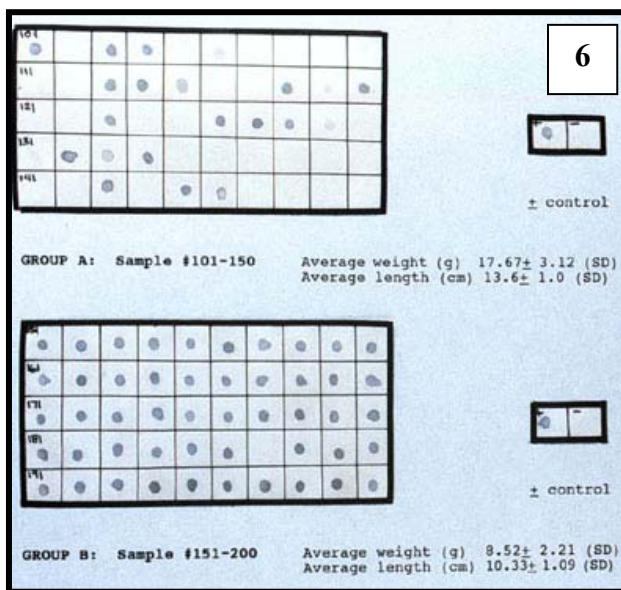 6
101
111
121
131
141
+ -
± control
GROUP A: Sample #101-150
Average weight (g) 17.67± 3.12 (SD)
Average length (cm) 13.6± 1.0 (SD)
161
171
181
191
+ -
± control
GROUP B: Sample #151-200
Average weight (g) 8.52± 2.21 (SD)
Average length (cm) 10.33± 1.09 (SD)